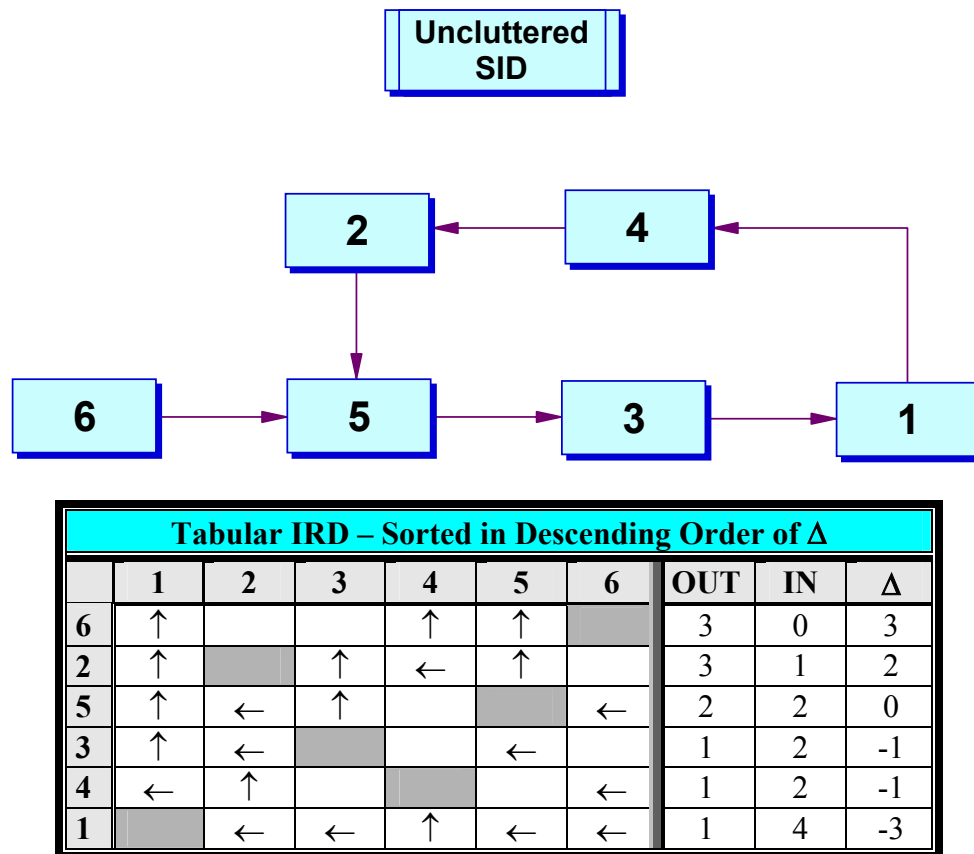 Uncluttered
SID
2 4
6 5 3 1
Tabular IRD – Sorted in Descending Order of Δ
1 2 3 4 5 6 OUT IN Δ
6 ↑ ↑ ↑ 3 0 3
2 ↑ ↑ ← ↑ 3 1 2
5 ↑ ← ↑ ← 2 2 0
3 ↑ ← ← 1 2 -1
4 ← ↑ ← 1 2 -1
1 ← ← ↑ ← ← 1 4 -3